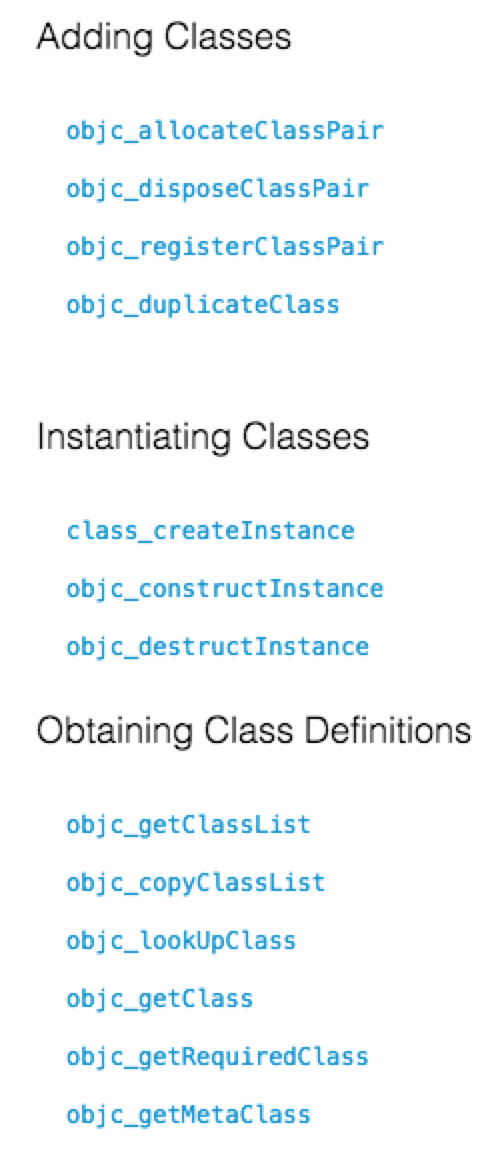 Adding Classes
objc_allocateClassPair
objc_disposeClassPair
objc_registerClassPair
objc_duplicateClass
Instantiating Classes
class_createInstance
objc_constructInstance
objc_destructInstance
Obtaining Class Definitions
objc_getClassList
objc_copyClassList
objc_lookUpClass
objc_getClass
objc_getRequiredClass
objc_getMetaClass